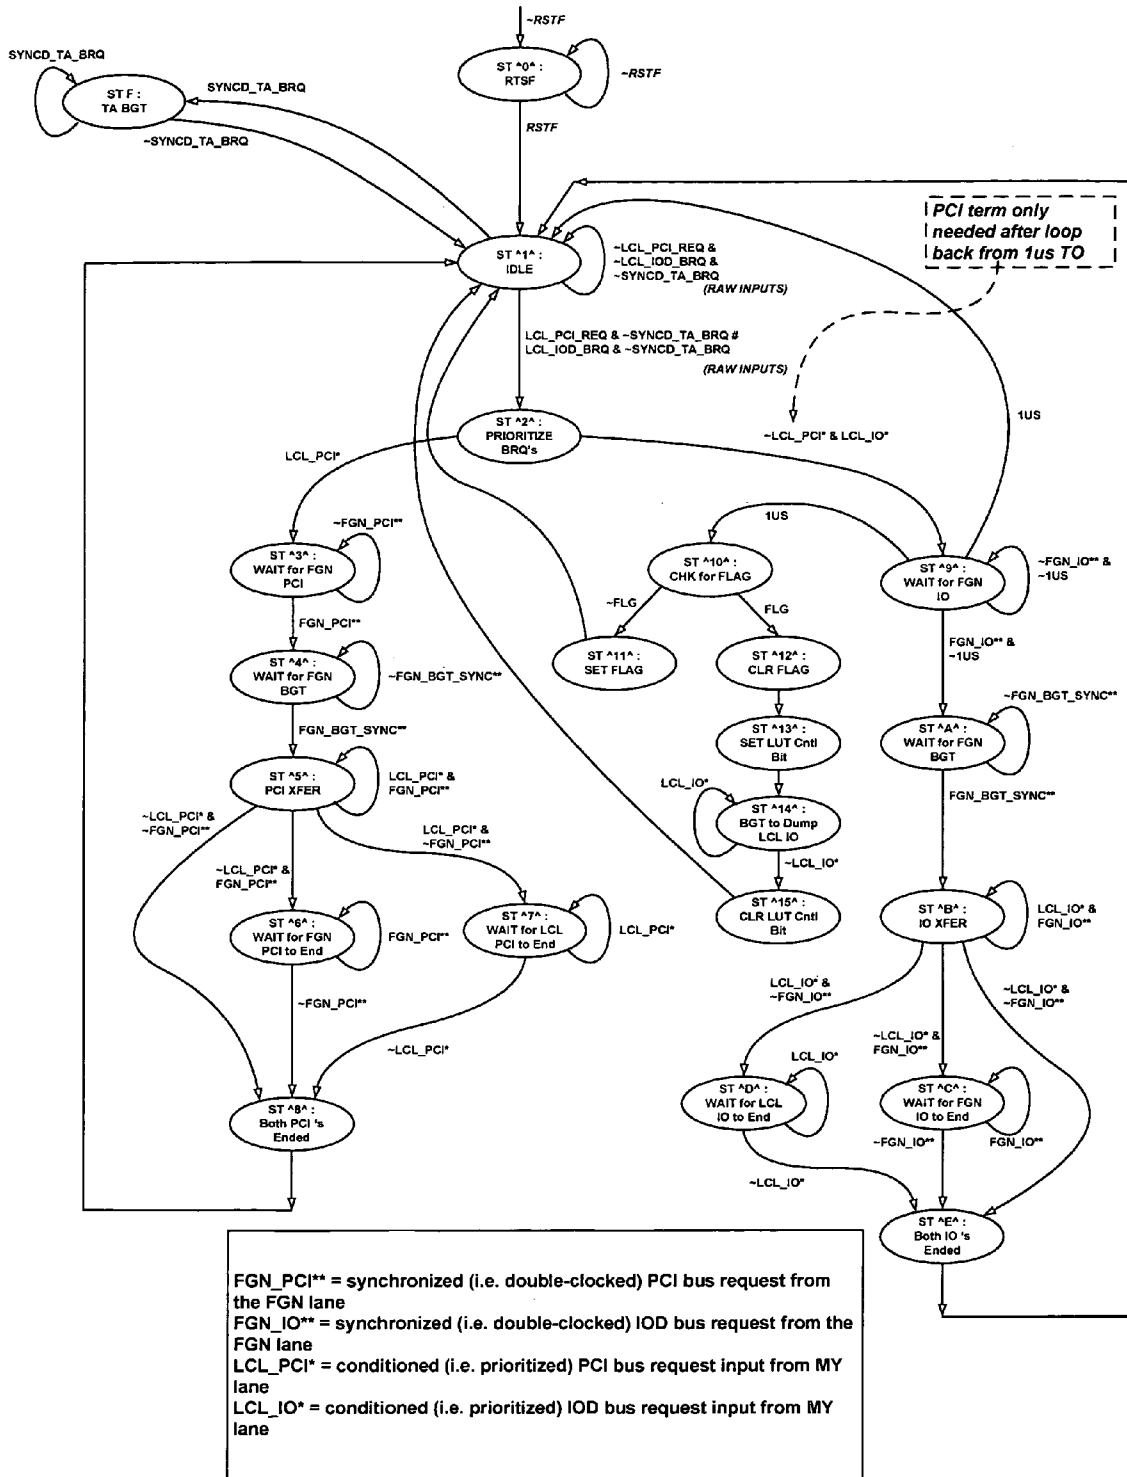 ~RSTF
SYNCD_TA_BRQ
ST F :
TA BGT
SYNCD_TA_BRQ
~SYNCD_TA_BRQ
ST ^0^ :
RTSF
~RSTF
RSTF
PCI term only
needed after loop
back from 1us TO
ST ^1^ :
IDLE
~LCL_PCI_REQ &
~LCL_IOD_BRQ &
~SYNCD_TA_BRQ
(RAW INPUTS)
LCL_PCI_REQ & ~SYNCD_TA_BRQ #
LCL_IOD_BRQ & ~SYNCD_TA_BRQ
(RAW INPUTS)
1US
ST ^2^ :
PRIORITIZE
BRQ's
~LCL_PCI* & LCL_IO*
LCL_PCI*
~FGN_PCI**
ST ^3^ :
WAIT for FGN
PCI
1US
ST ^10^ :
CHK for FLAG
ST ^9^ :
WAIT for FGN
IO
~FGN_IO** &
~1US
~FLG
FLG
FGN_PCI**
ST ^4^ :
WAIT for FGN
BGT
~FGN_BGT_SYNC**
ST ^11^ :
SET FLAG
ST ^12^ :
CLR FLAG
FGN_IO** &
~1US
~FGN_BGT_SYNC**
FGN_BGT_SYNC**
ST ^13^ :
SET LUT Cntl
Bit
ST ^A^ :
WAIT for FGN
BGT
ST ^5^ :
PCI XFER
LCL_PCI* &
FGN_PCI**
LCL_IO*
ST ^14^ :
BGT to Dump
LCL IO
FGN_BGT_SYNC**
~LCL_PCI* &
~FGN_PCI**
LCL_PCI* &
~FGN_PCI**
~LCL_PCI* &
FGN_PCI**
~LCL_IO*
ST ^15^ :
CLR LUT Cntl
Bit
ST ^B^ :
IO XFER
LCL_IO* &
FGN_IO**
ST ^6^ :
WAIT for FGN
PCI to End
FGN_PCI**
ST ^7^ :
WAIT for LCL
PCI to End
LCL_PCI*
LCL_IO* &
~FGN_IO**
~LCL_IO* &
~FGN_IO**
~FGN_PCI**
~LCL_PCI*
~LCL_IO* &
FGN_IO**
LCL_IO*
ST ^D^ :
WAIT for LCL
IO to End
ST ^C^ :
WAIT for FGN
IO to End
ST ^8^ :
Both PCI 's
Ended
~FGN_IO**
FGN_IO**
~LCL_IO*
ST ^E^ :
Both IO 's
Ended
FGN_PCI** = synchronized (i.e. double-clocked) PCI bus request from
the FGN lane
FGN_IO** = synchronized (i.e. double-clocked) IOD bus request from the
FGN lane
LCL_PCI* = conditioned (i.e. prioritized) PCI bus request input from MY
lane
LCL_IO* = conditioned (i.e. prioritized) IOD bus request input from MY
lane